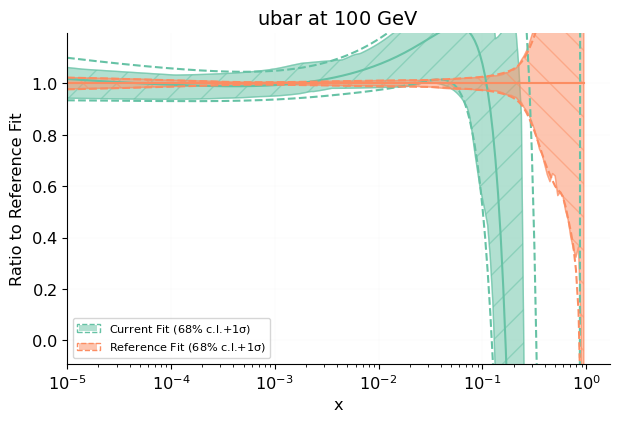 ubar at 100 GeV
Ratio to Reference Fit
1.0
0.8
0.6
0.4
0.2
0.0
Current Fit (68% c.l.+1σ)
Reference Fit (68% c.l.+1σ)
10⁻⁵ 10⁻⁴ 10⁻³ 10⁻² 10⁻¹ 10⁰
x